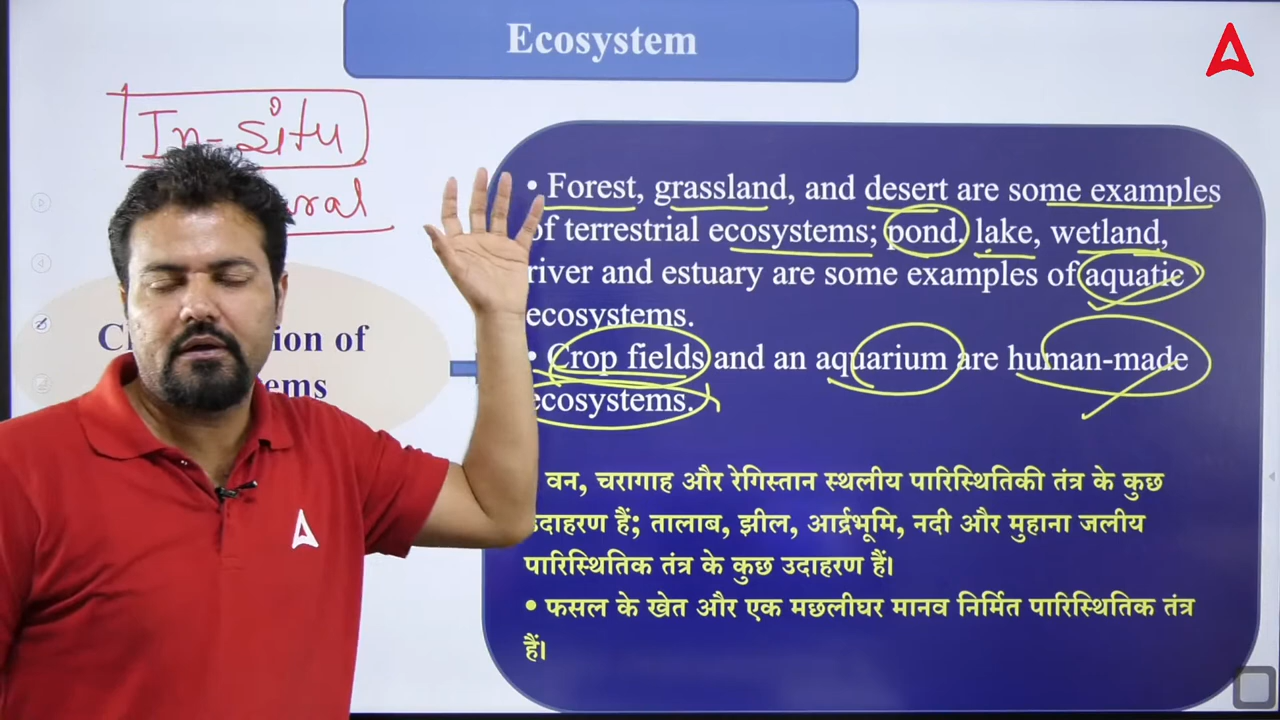 Ecosystem
In-situ
• Forest, grassland, and desert are some examples
of terrestrial ecosystems; pond, lake, wetland,
river and estuary are some examples of aquatic
ecosystems.
• Crop fields and an aquarium are human-made
ecosystems.
of
वन, चरागाह और रेगिस्तान स्थलीय पारिस्थितिकी तंत्र के कुछ
उदाहरण हैं; तालाब, झील, आर्द्रभूमि, नदी और मुहाना जलीय
पारिस्थितिक तंत्र के कुछ उदाहरण हैं।
• फसल के खेत और एक मछलीघर मानव निर्मित पारिस्थितिक तंत्र
हैं।